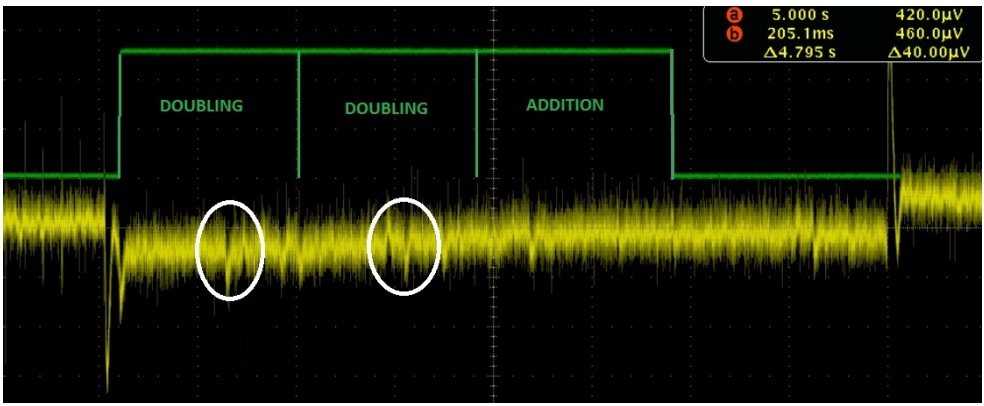 a 5.000 s 420.0µV
b 205.1ms 460.0µV
Δ4.795 s Δ40.00µV
DOUBLING DOUBLING ADDITION